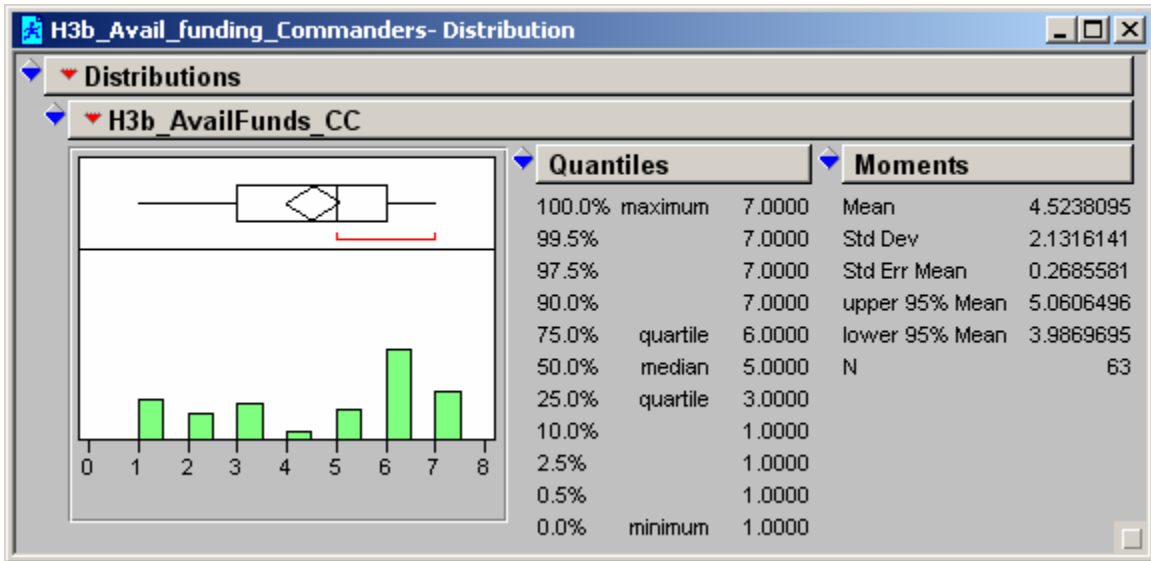 H3b_Avail_funding_Commanders- Distribution
Distributions
H3b_AvailFunds_CC
0 1 2 3 4 5 6 7 8
Quantiles
100.0% maximum 7.0000
99.5% 7.0000
97.5% 7.0000
90.0% 7.0000
75.0% quartile 6.0000
50.0% median 5.0000
25.0% quartile 3.0000
10.0% 1.0000
2.5% 1.0000
0.5% 1.0000
0.0% minimum 1.0000
Moments
Mean 4.5238095
Std Dev 2.1316141
Std Err Mean 0.2685581
upper 95% Mean 5.0606496
lower 95% Mean 3.9869695
N 63